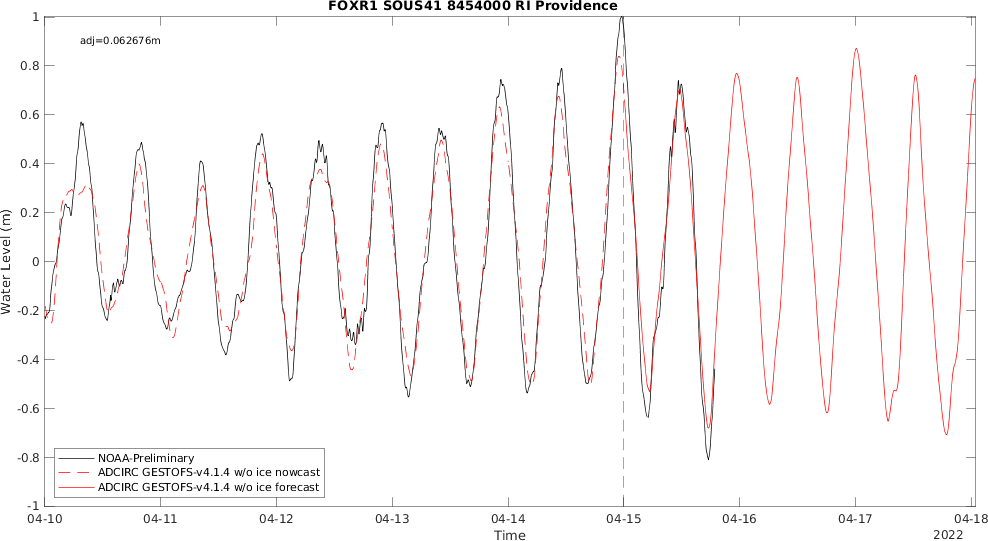 FOXR1 SOUS41 8454000 RI Providence
adj=0.062676m
1
0.8
0.6
0.4
0.2
0
-0.2
-0.4
-0.6
-0.8
-1
Water Level (m)
NOAA-Preliminary
ADCIRC GESTOFS-v4.1.4 w/o ice nowcast
ADCIRC GESTOFS-v4.1.4 w/o ice forecast
04-10 04-11 04-12 04-13 04-14 04-15 04-16 04-17 04-18
Time
2022